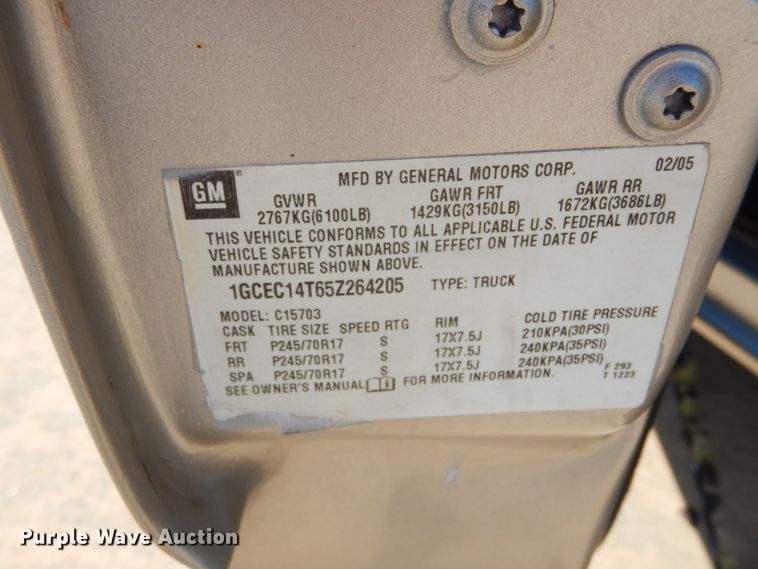 MFD BY GENERAL MOTORS CORP. 02/05
GM
GVWR GAWR FRT GAWR RR
2767KG(6100LB) 1429KG(3150LB) 1672KG(3686LB)
THIS VEHICLE CONFORMS TO ALL APPLICABLE U.S. FEDERAL MOTOR
VEHICLE SAFETY STANDARDS IN EFFECT ON THE DATE OF
MANUFACTURE SHOWN ABOVE.
1GCEC14T65Z264205 TYPE: TRUCK
MODEL: C15703
CASK TIRE SIZE SPEED RTG RIM COLD TIRE PRESSURE
FRT P245/70R17 S 17X7.5J 210KPA(30PSI)
RR P245/70R17 S 17X7.5J 240KPA(35PSI)
SPA P245/70R17 S 17X7.5J 240KPA(35PSI)
SEE OWNER'S MANUAL FOR MORE INFORMATION.
F 293
T 1223
Purple Wave Auction Purple Wave Auction